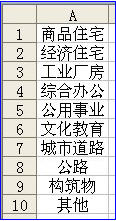 A
1 商品住宅
2 经济住宅
3 工业厂房
4 综合办公
5 公用事业
6 文化教育
7 城市道路
8 公路
9 构筑物
10 其他